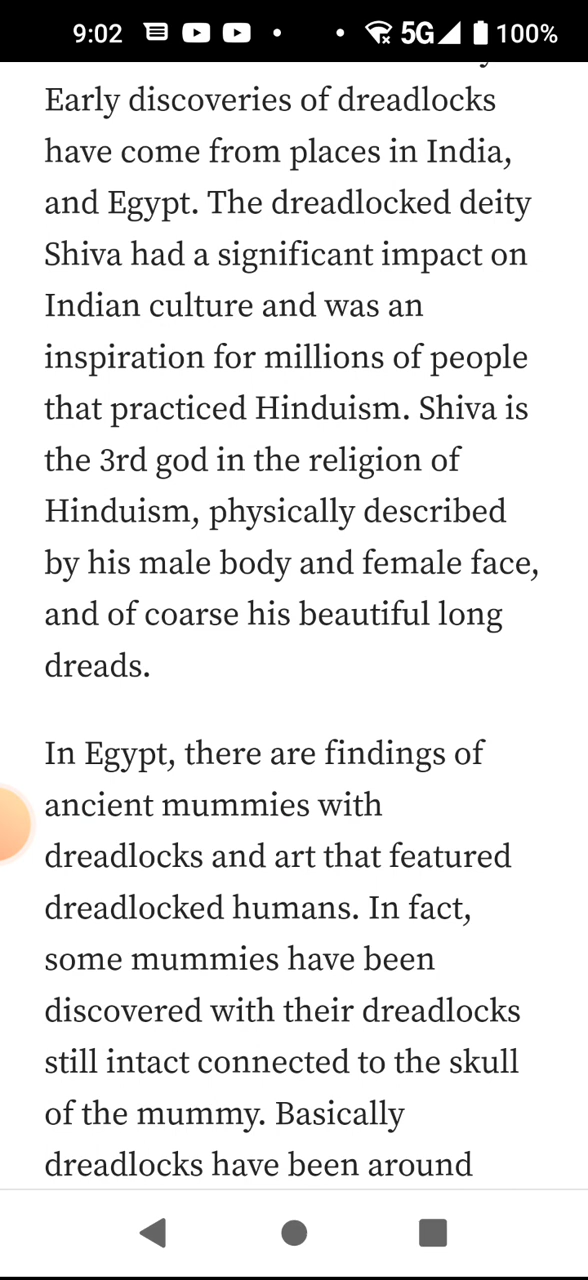 9:02 5G 100%
Early discoveries of dreadlocks
have come from places in India,
and Egypt. The dreadlocked deity
Shiva had a significant impact on
Indian culture and was an
inspiration for millions of people
that practiced Hinduism. Shiva is
the 3rd god in the religion of
Hinduism, physically described
by his male body and female face,
and of coarse his beautiful long
dreads.
In Egypt, there are findings of
ancient mummies with
dreadlocks and art that featured
dreadlocked humans. In fact,
some mummies have been
discovered with their dreadlocks
still intact connected to the skull
of the mummy. Basically
dreadlocks have been around